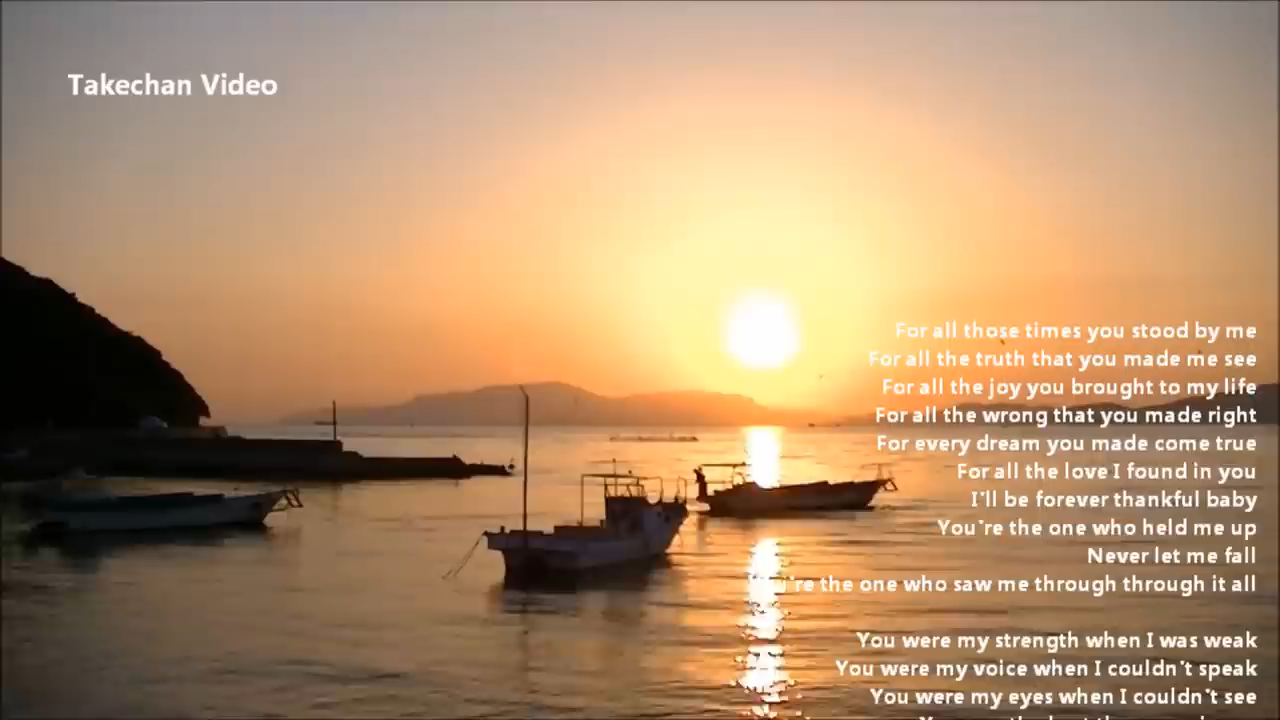 Takechan Video
For all those times you stood by me
For all the truth that you made me see
For all the joy you brought to my life
For all the wrong that you made right
For every dream you made come true
For all the love I found in you
I'll be forever thankful baby
You're the one who held me up
Never let me fall
You're the one who saw me through through it all
You were my strength when I was weak
You were my voice when I couldn't speak
You were my eyes when I couldn't see